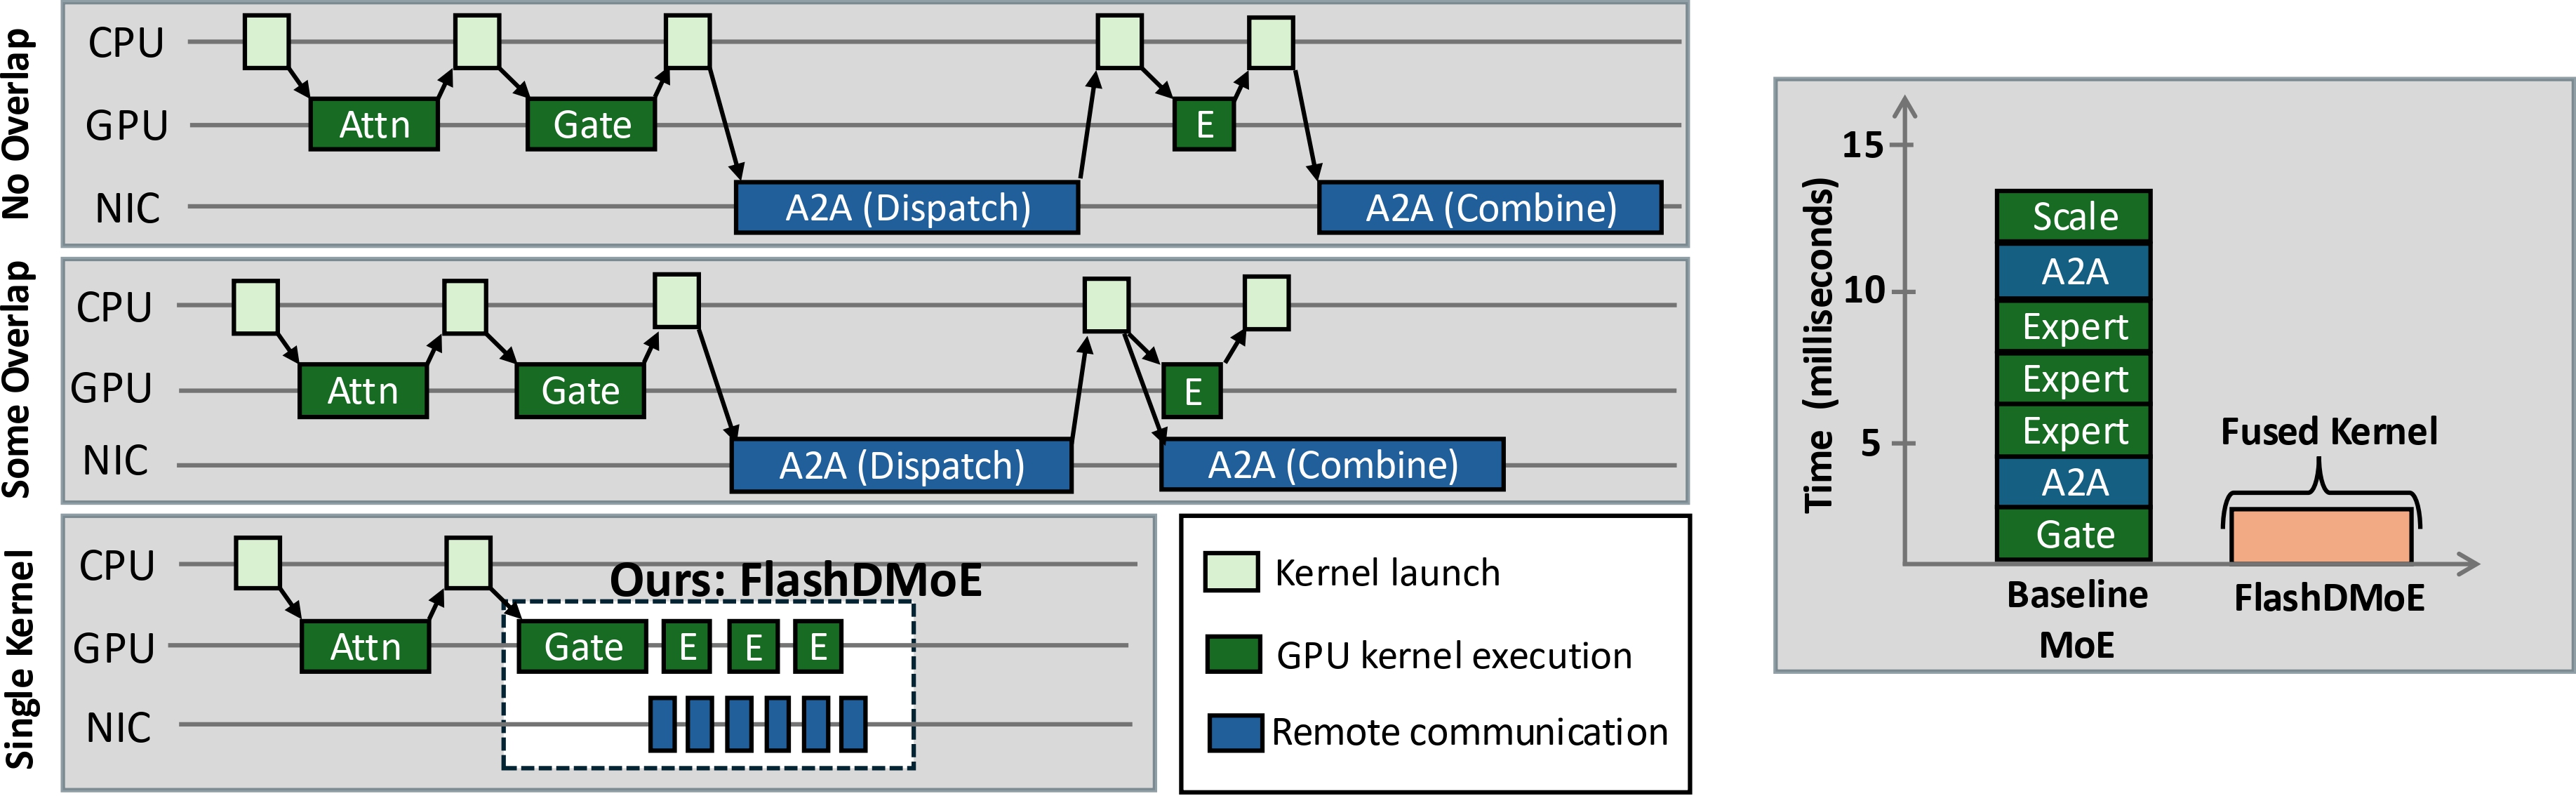 No Overlap
CPU
GPU
Attn
Gate
E
NIC
A2A (Dispatch)
A2A (Combine)
Some Overlap
CPU
GPU
Attn
Gate
E
NIC
A2A (Dispatch)
A2A (Combine)
Single Kernel
CPU
Ours: FlashDMoE
GPU
Attn
Gate
E
E
E
NIC
Kernel launch
GPU kernel execution
Remote communication
Time (milliseconds)
15
10
5
Scale
A2A
Expert
Expert
Expert
A2A
Gate
Fused Kernel
Baseline
MoE
FlashDMoE